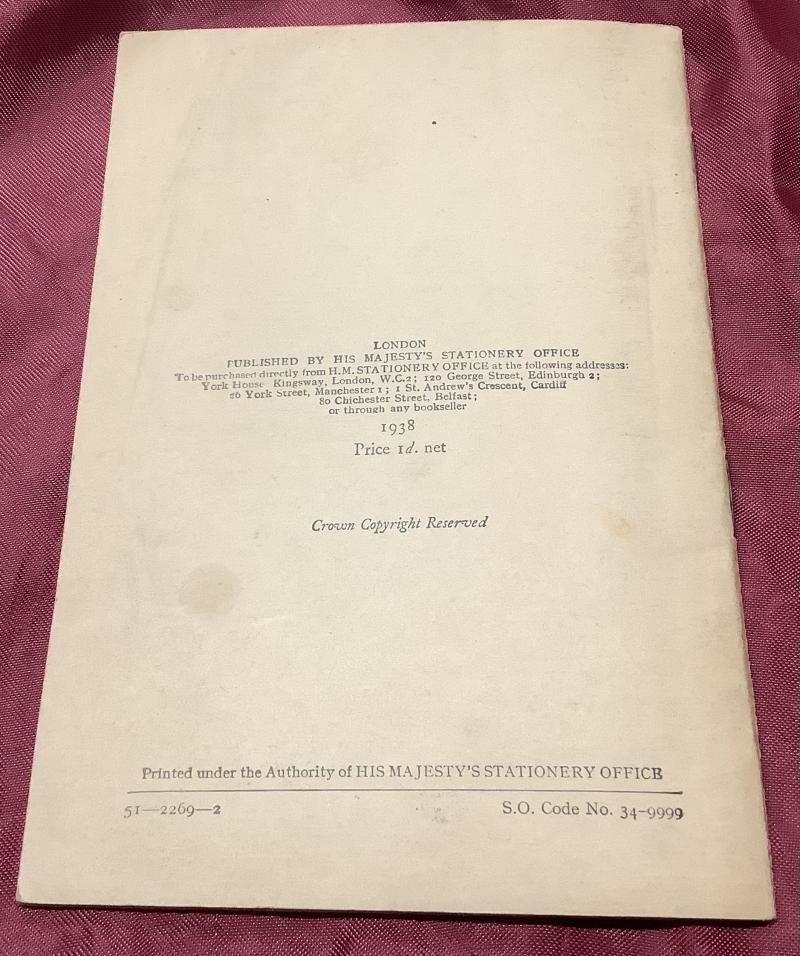 LONDON
PUBLISHED BY HIS MAJESTY'S STATIONERY OFFICE
To be purchased directly from H.M. STATIONERY OFFICE at the following addresses:
York House Kingsway, London, W.C.2; 120 George Street, Edinburgh 2;
26 York Street, Manchester 1; 1 St. Andrew's Crescent, Cardiff
80 Chichester Street, Belfast;
or through any bookseller
1938
Price 1d. net
Crown Copyright Reserved
Printed under the Authority of HIS MAJESTY'S STATIONERY OFFICE
51—2269—2 S.O. Code No. 34-9999